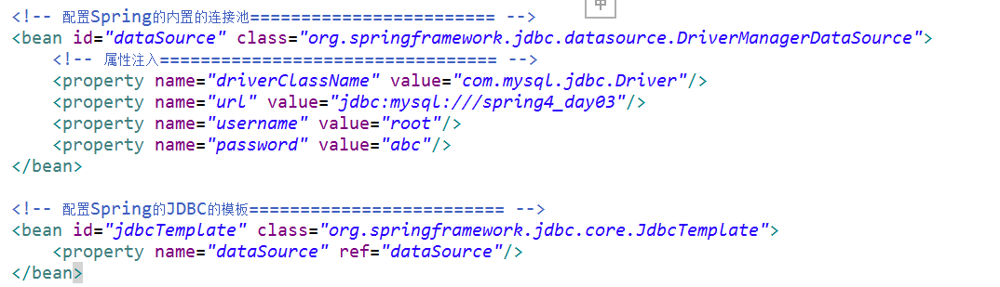 中
<!-- 配置Spring的内置的连接池======================== -->
<bean id="dataSource" class="org.springframework.jdbc.datasource.DriverManagerDataSource">
<!-- 属性注入================================= -->
<property name="driverClassName" value="com.mysql.jdbc.Driver"/>
<property name="url" value="jdbc:mysql:///spring4_day03"/>
<property name="username" value="root"/>
<property name="password" value="abc"/>
</bean>
<!-- 配置Spring的JDBC的模板========================= -->
<bean id="jdbcTemplate" class="org.springframework.jdbc.core.JdbcTemplate">
<property name="dataSource" ref="dataSource"/>
</bean>